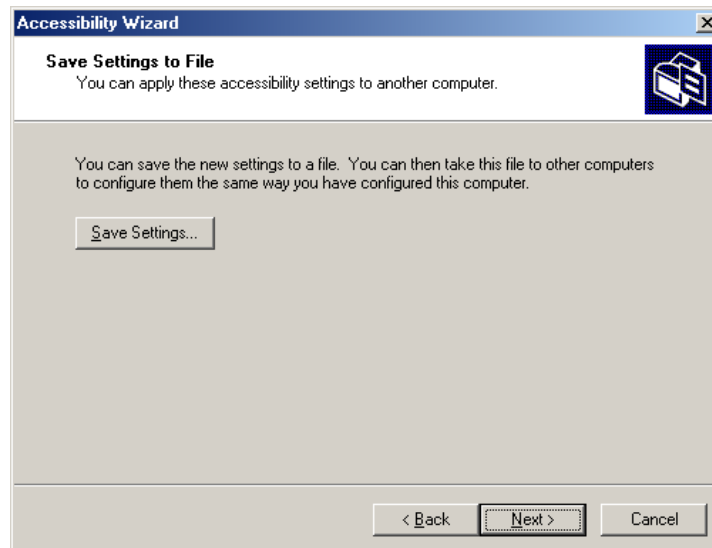 Accessibility Wizard
Save Settings to File
You can apply these accessibility settings to another computer.
You can save the new settings to a file.  You can then take this file to other computers
to configure them the same way you have configured this computer.
Save Settings...
< Back
Next >
Cancel